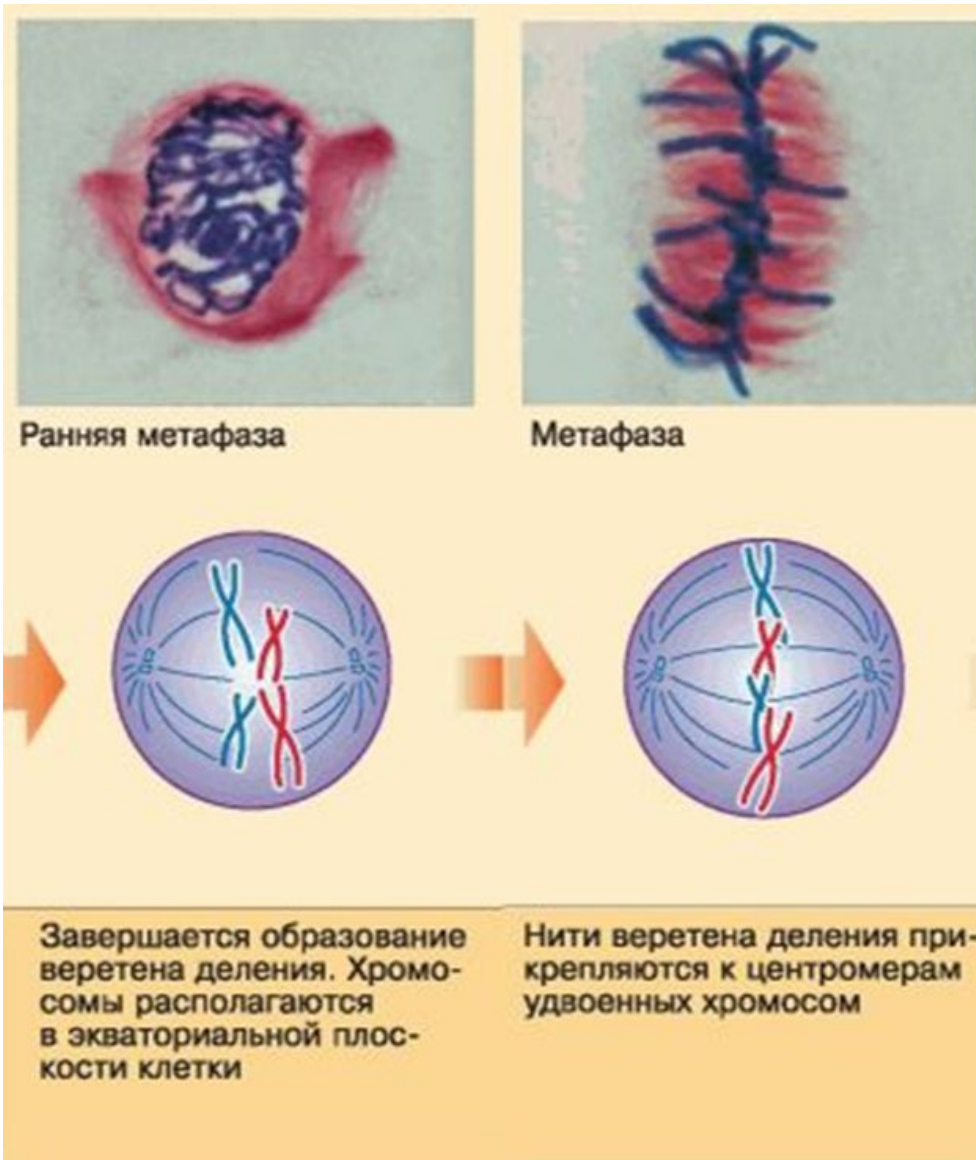 Ранняя метафаза
Метафаза
Завершается образование
веретена деления. Хромо-
сомы располагаются
в экваториальной плос-
кости клетки
Нити веретена деления при-
крепляются к центромерам
удвоенных хромосом